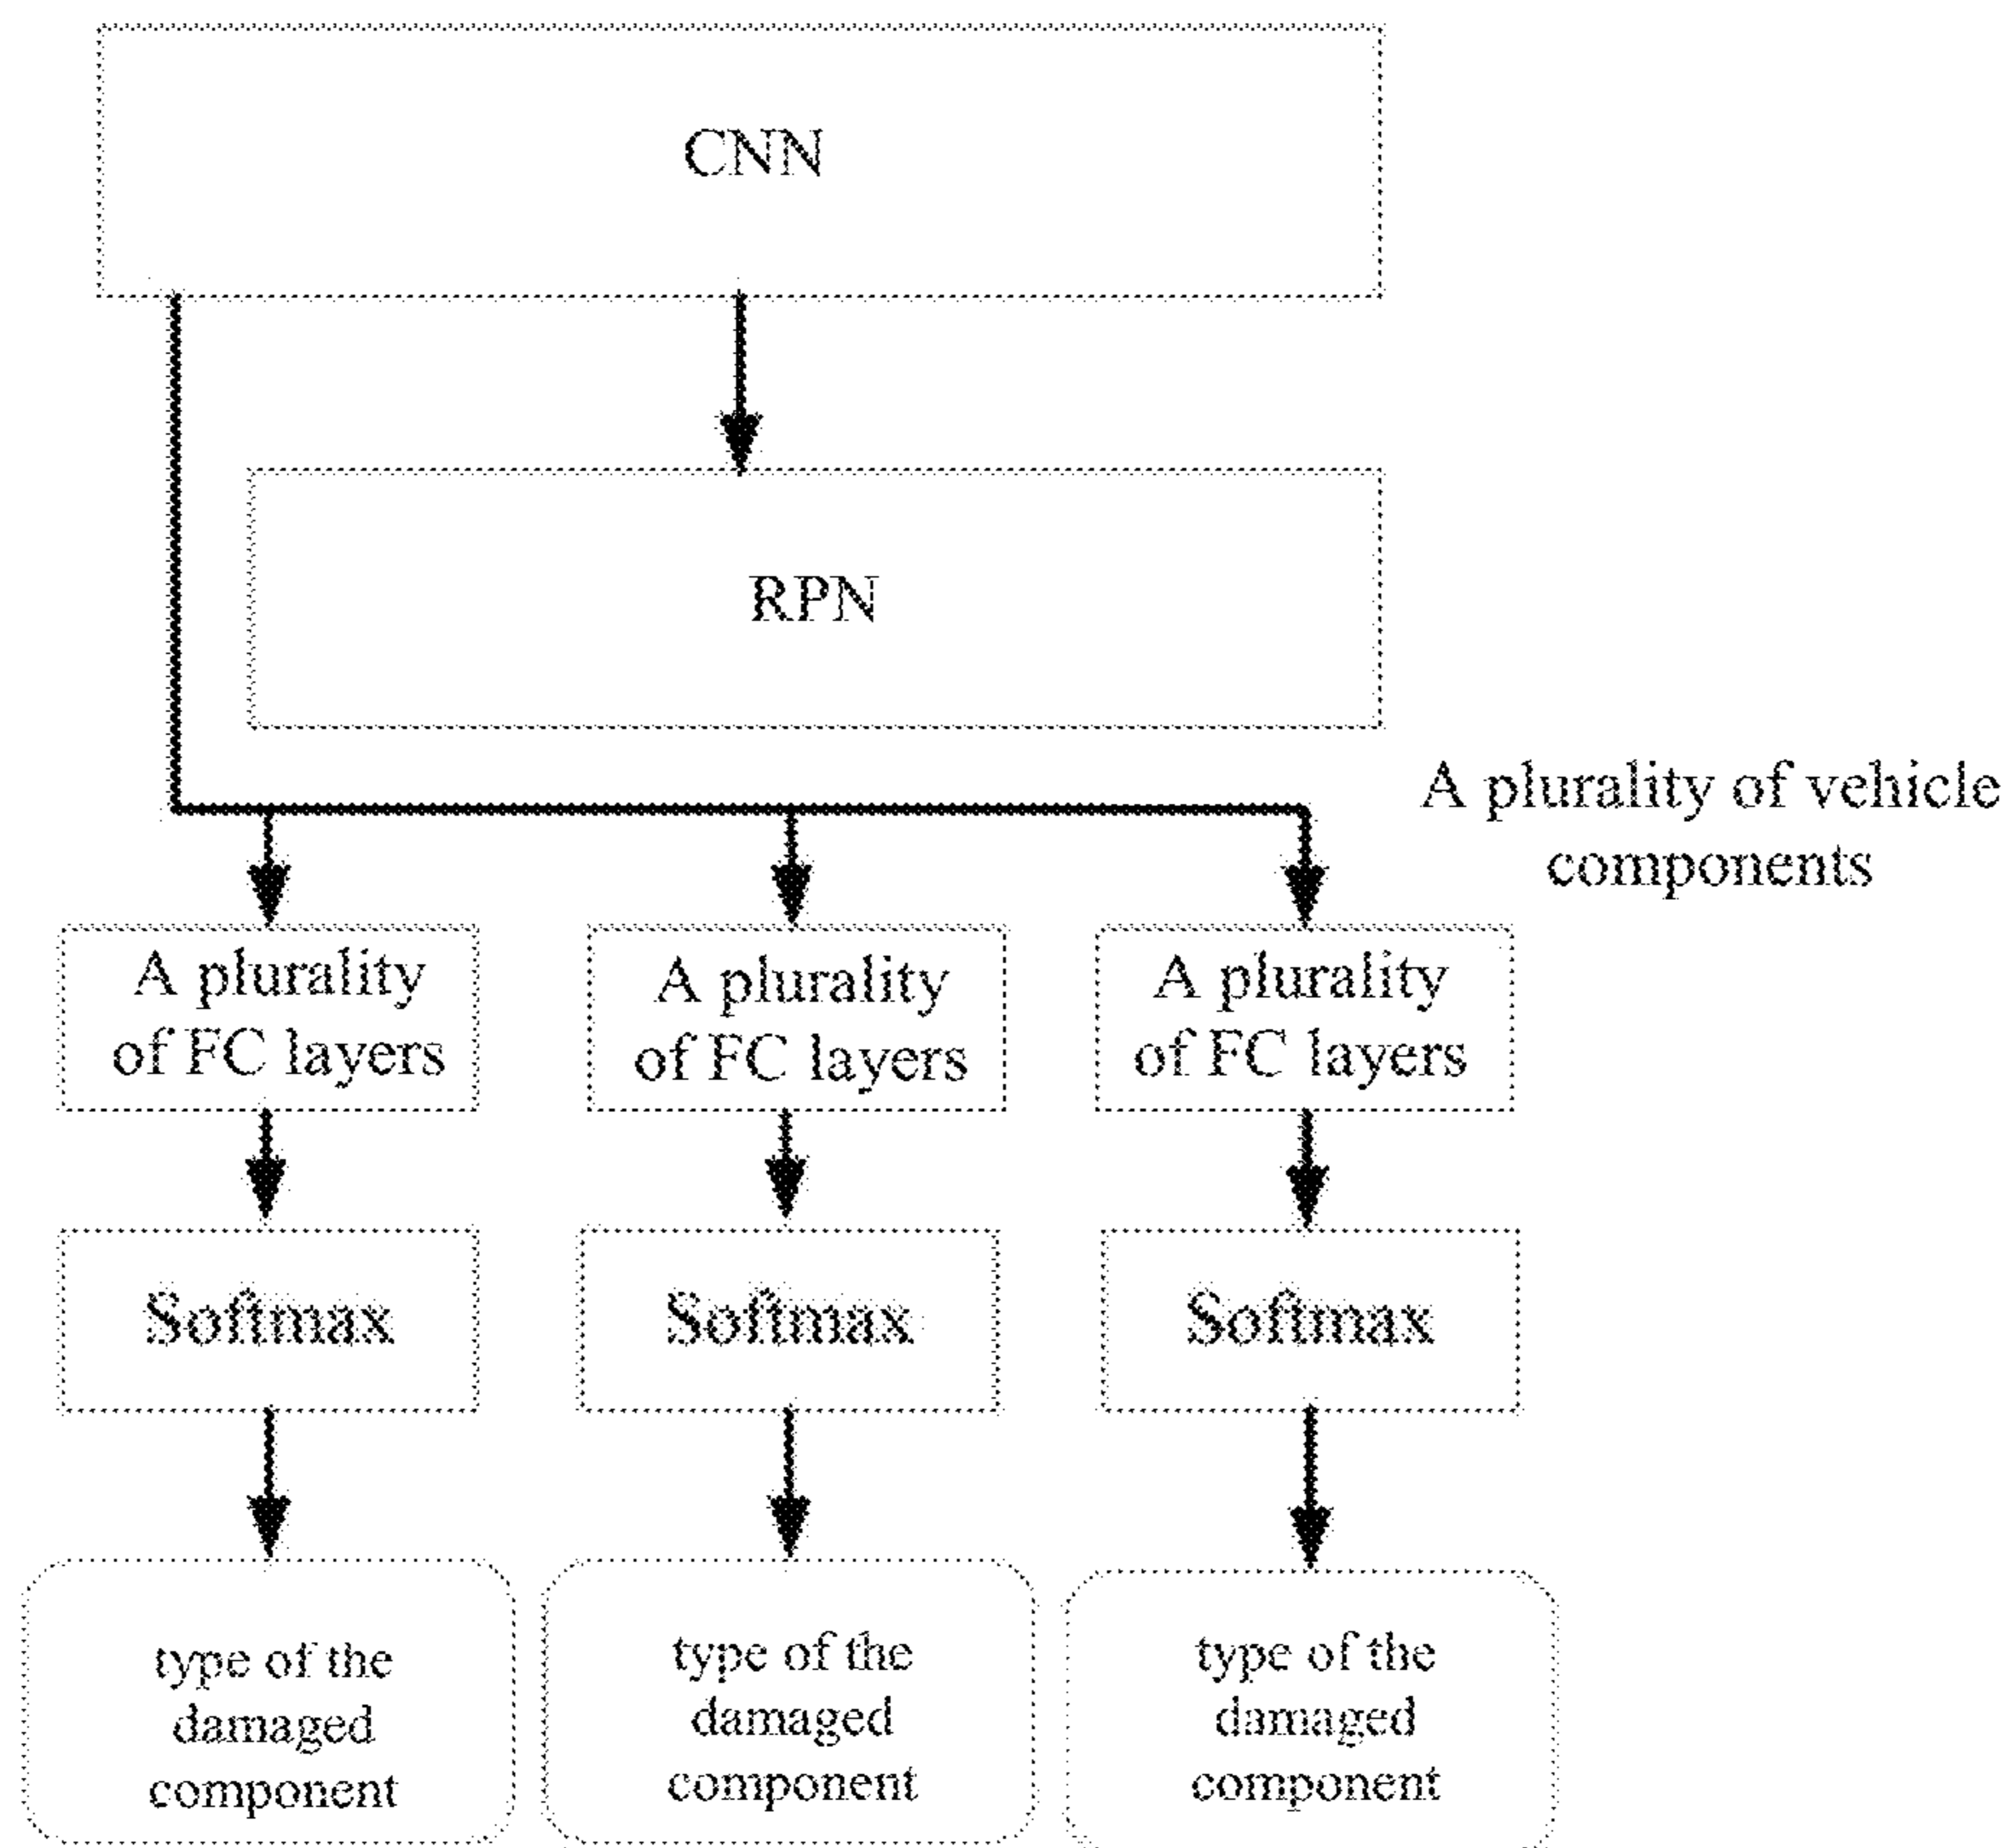 CNN
RPN
A plurality of vehicle
components
A plurality
of FC layers
A plurality
of FC layers
A plurality
of FC layers
Softmax
Softmax
Softmax
type of the
damaged
component
type of the
damaged
component
type of the
damaged
component